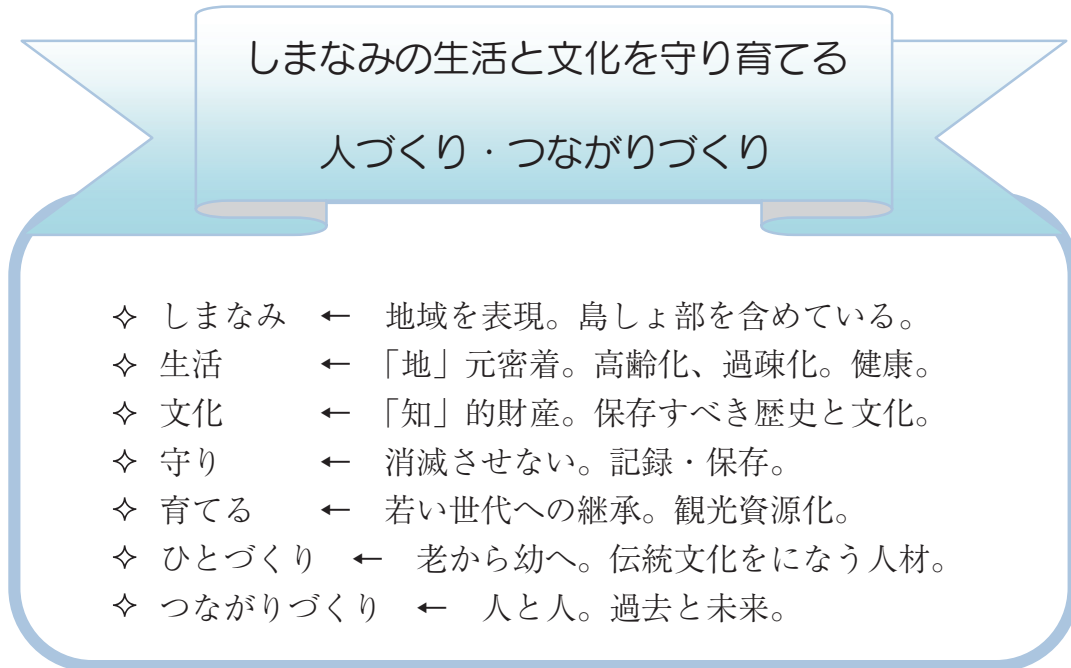 しまなみの生活と文化を守り育てる
人づくり・つながりづくり
✧ しまなみ ← 地域を表現。島しょ部を含めている。
✧ 生活 ← 「地」元密着。高齢化、過疎化。健康。
✧ 文化 ← 「知」的財産。保存すべき歴史と文化。
✧ 守り ← 消滅させない。記録・保存。
✧ 育てる ← 若い世代への継承。観光資源化。
✧ ひとづくり ← 老から幼へ。伝統文化をになう人材。
✧ つながりづくり ← 人と人。過去と未来。